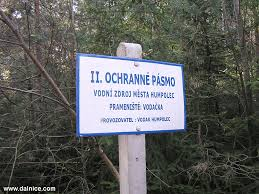 II. OCHRANNÉ PÁSMO
VODNÍ ZDROJ MĚSTA HUMPOLEC
PRAMENIŠTĚ: VODAČKA
PROVOZOVATEL: VODAK HUMPOLEC
www.dalnice.com